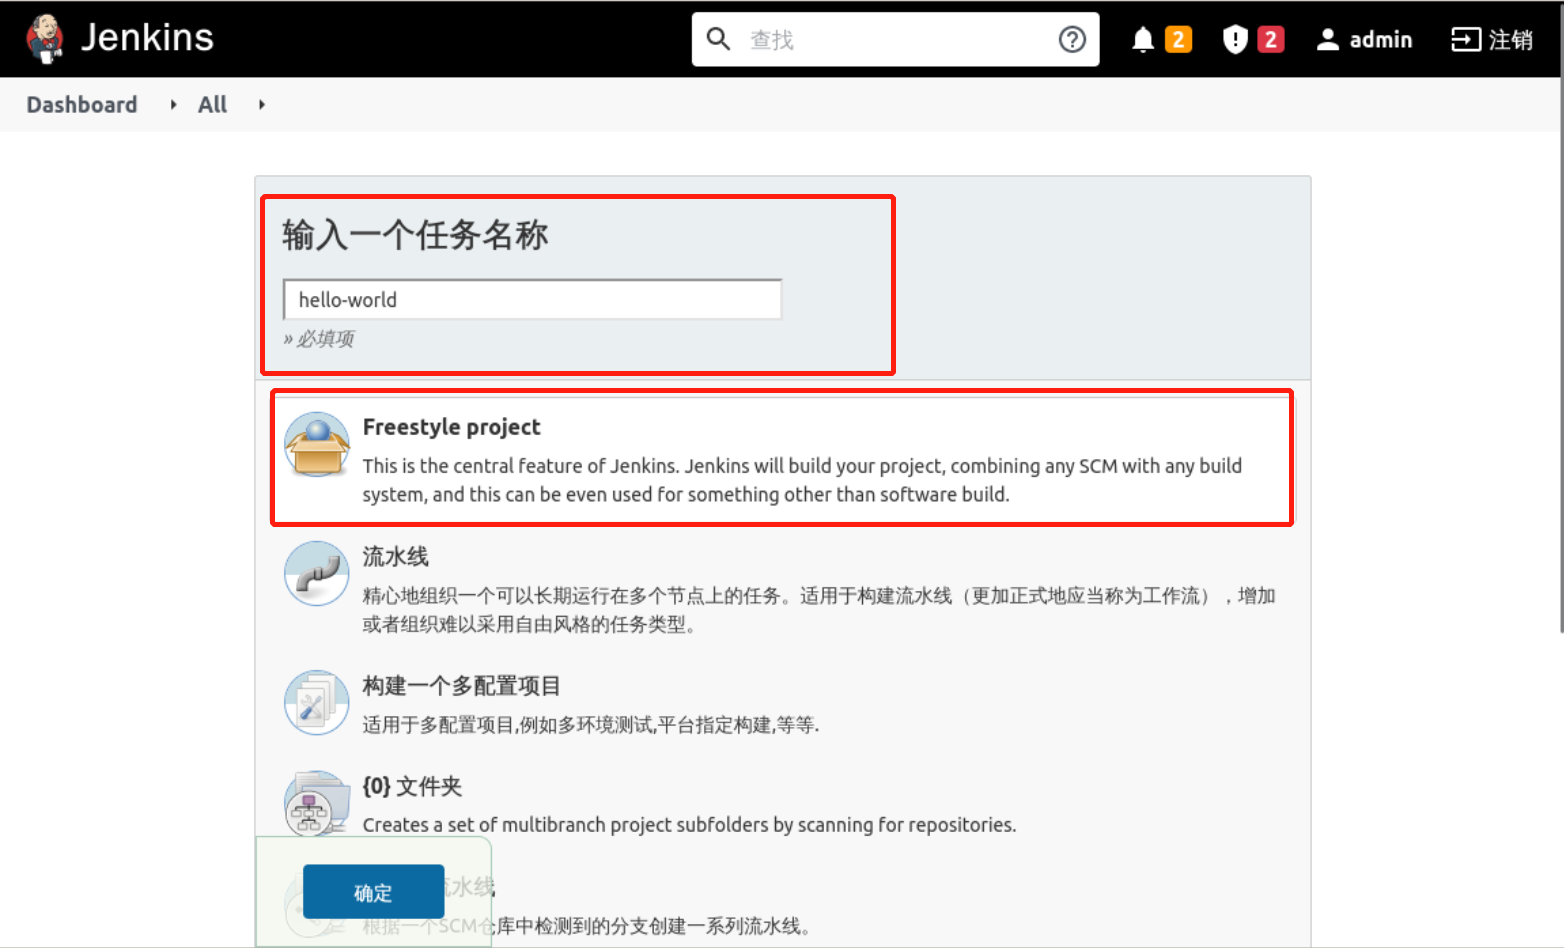 Jenkins
查找
2
2
admin
注销
Dashboard
All
输入一个任务名称
hello-world
» 必填项
Freestyle project
This is the central feature of Jenkins. Jenkins will build your project, combining any SCM with any build
system, and this can be even used for something other than software build.
流水线
精心地组织一个可以长期运行在多个节点上的任务。适用于构建流水线（更加正式地应当称为工作流），增加
或者组织难以采用自由风格的任务类型。
构建一个多配置项目
适用于多配置项目,例如多环境测试,平台指定构建,等等.
{0} 文件夹
Creates a set of multibranch project subfolders by scanning for repositories.
确定
流水线
根据一个SCM仓库中检测到的分支创建一系列流水线。